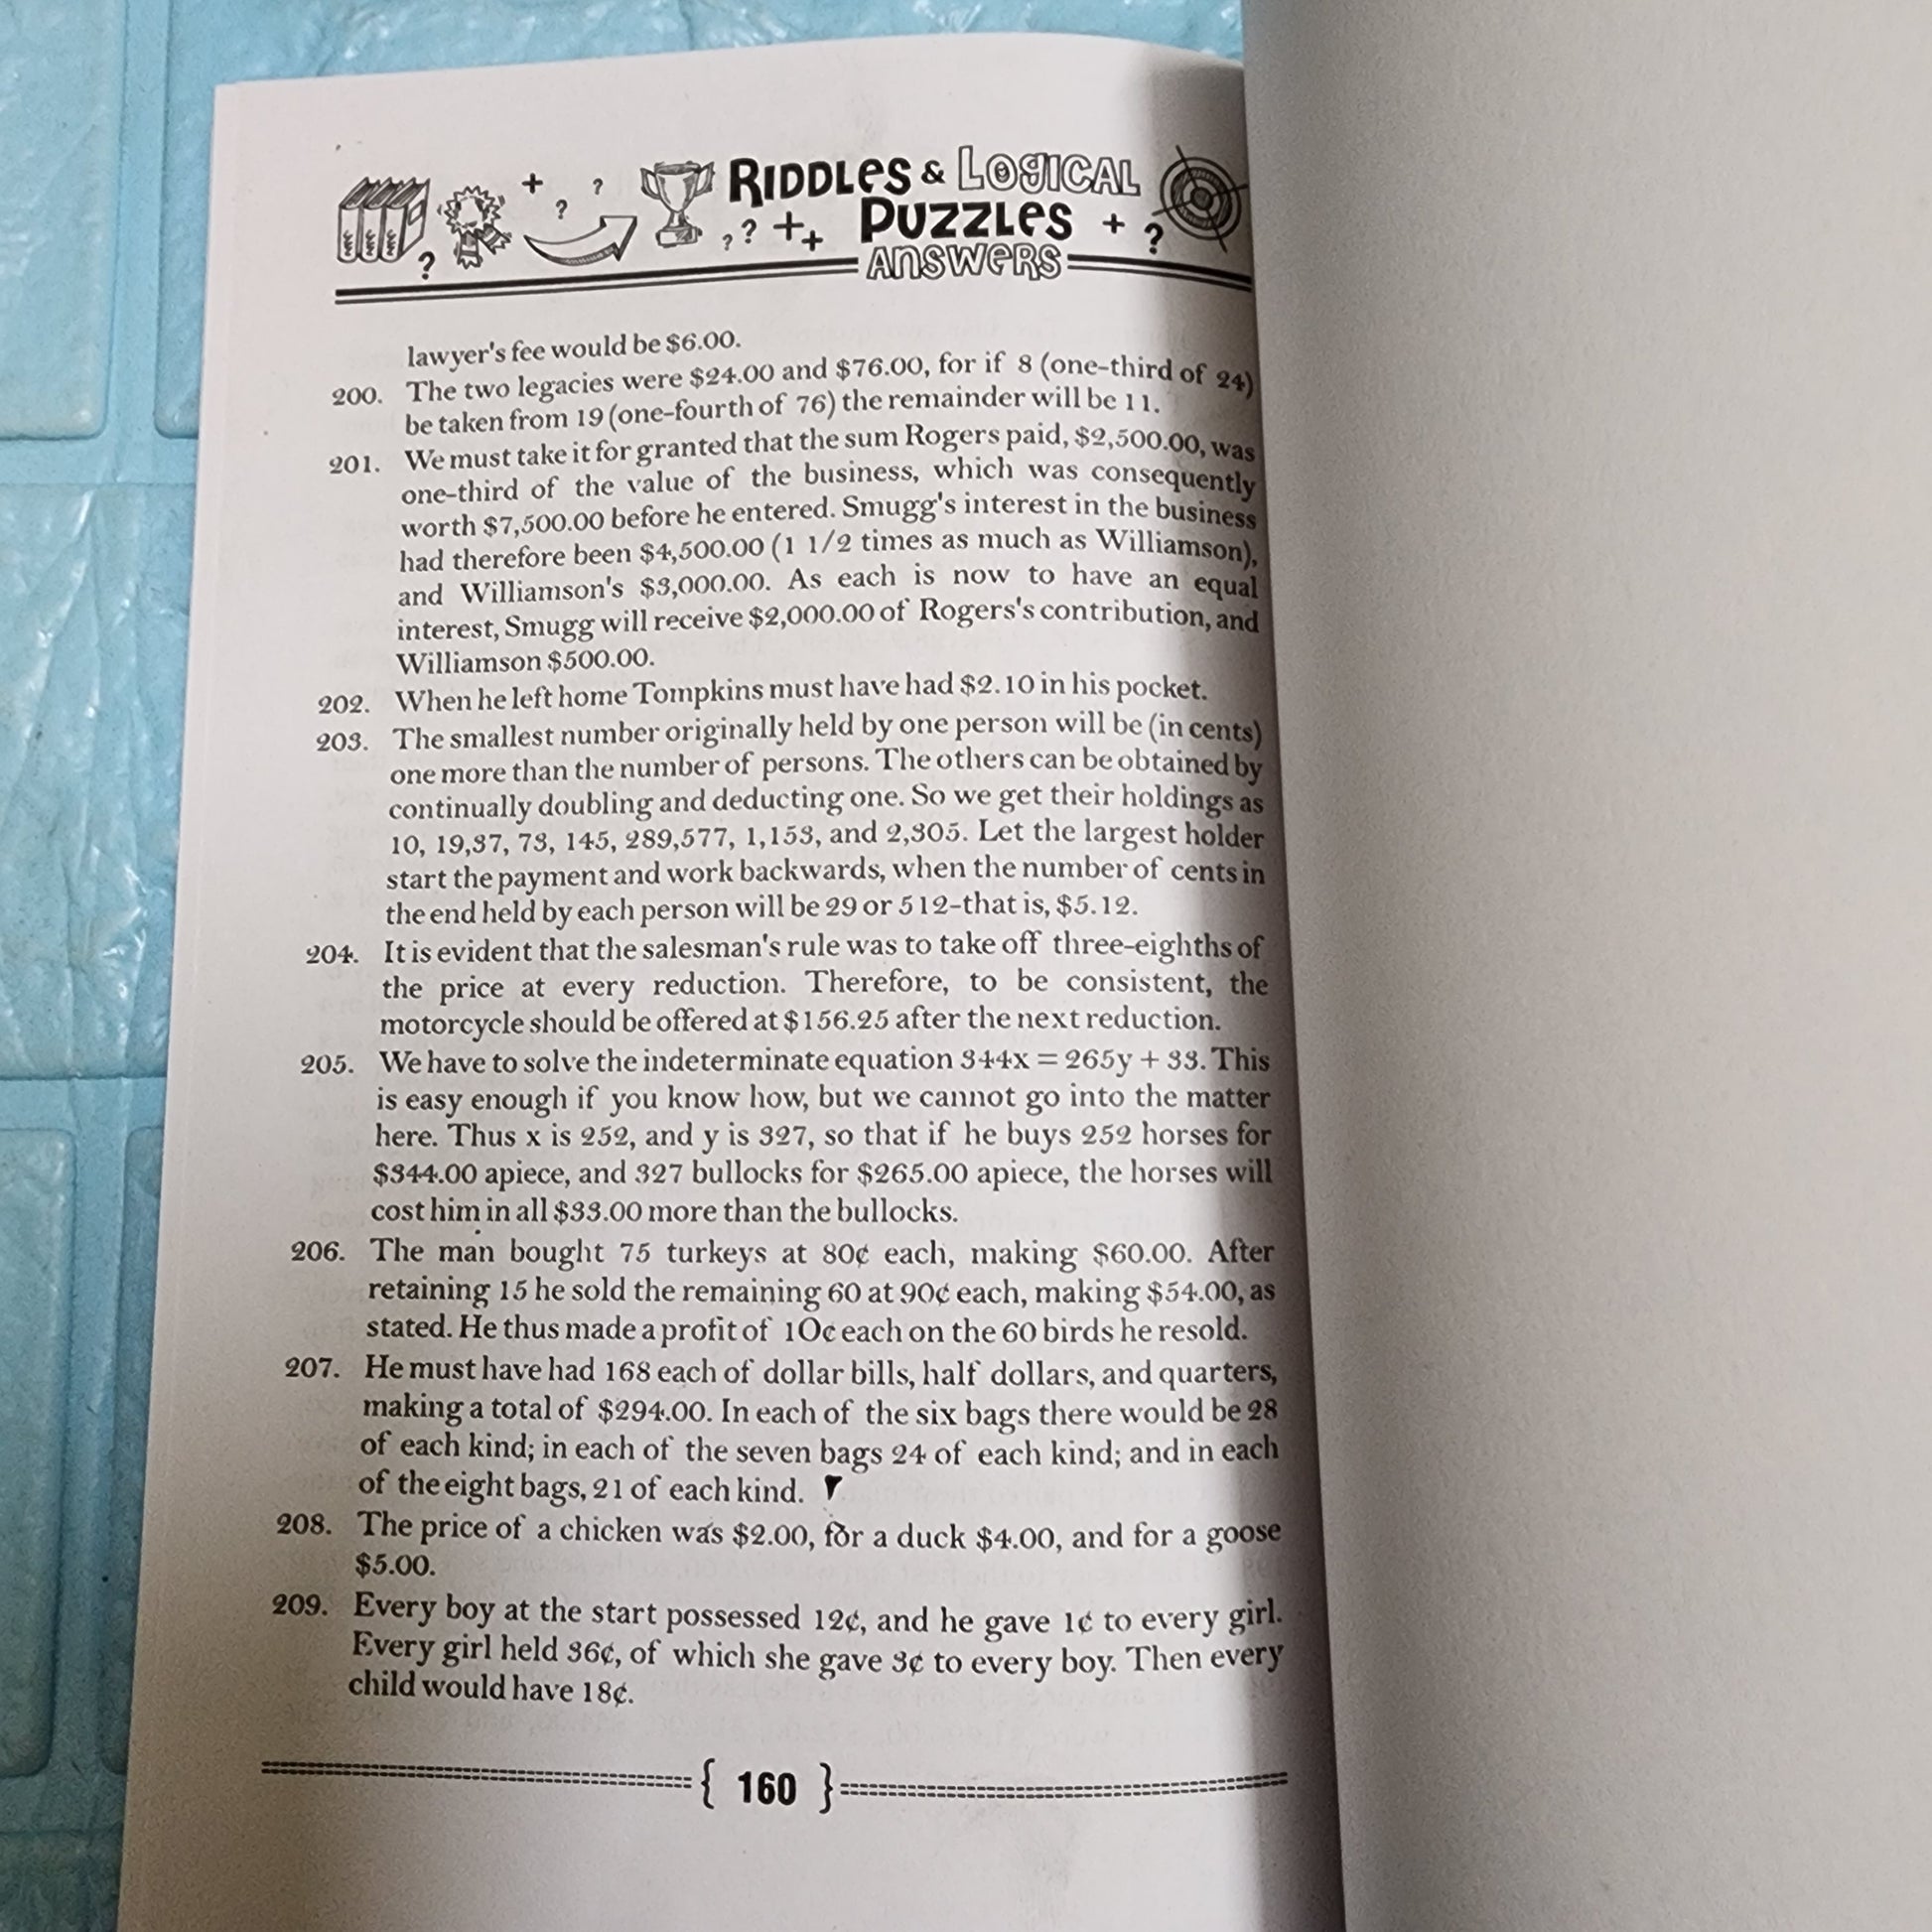 RIDDLES & LOGICAL
PUZZLES
ANSWERS
lawyer's fee would be $6.00.
200. The two legacies were $24.00 and $76.00, for if 8 (one-third of 24)
be taken from 19 (one-fourth of 76) the remainder will be 11.
201. We must take it for granted that the sum Rogers paid, $2,500.00, was
one-third of the value of the business, which was consequently
worth $7,500.00 before he entered. Smugg's interest in the business
had therefore been $4,500.00 (1 1/2 times as much as Williamson),
and Williamson's $3,000.00. As each is now to have an equal
interest, Smugg will receive $2,000.00 of Rogers's contribution, and
Williamson $500.00.
202. When he left home Tompkins must have had $2.10 in his pocket.
203. The smallest number originally held by one person will be (in cents)
one more than the number of persons. The others can be obtained by
continually doubling and deducting one. So we get their holdings as
10, 19,37, 73, 145, 289,577, 1,153, and 2,305. Let the largest holder
start the payment and work backwards, when the number of cents in
the end held by each person will be 29 or 512-that is, $5.12.
204. It is evident that the salesman's rule was to take off three-eighths of
the price at every reduction. Therefore, to be consistent, the
motorcycle should be offered at $156.25 after the next reduction.
205. We have to solve the indeterminate equation 344x = 265y + 33. This
is easy enough if you know how, but we cannot go into the matter
here. Thus x is 252, and y is 327, so that if he buys 252 horses for
$344.00 apiece, and 327 bullocks for $265.00 apiece, the horses will
cost him in all $33.00 more than the bullocks.
206. The man bought 75 turkeys at 80¢ each, making $60.00. After
retaining 15 he sold the remaining 60 at 90¢ each, making $54.00, as
stated. He thus made a profit of 10¢ each on the 60 birds he resold.
207. He must have had 168 each of dollar bills, half dollars, and quarters,
making a total of $294.00. In each of the six bags there would be 28
of each kind; in each of the seven bags 24 of each kind; and in each
of the eight bags, 21 of each kind.
208. The price of a chicken was $2.00, for a duck $4.00, and for a goose
$5.00.
209. Every boy at the start possessed 12¢, and he gave 1¢ to every girl.
Every girl held 36¢, of which she gave 3¢ to every boy. Then every
child would have 18¢.
{ 160 }